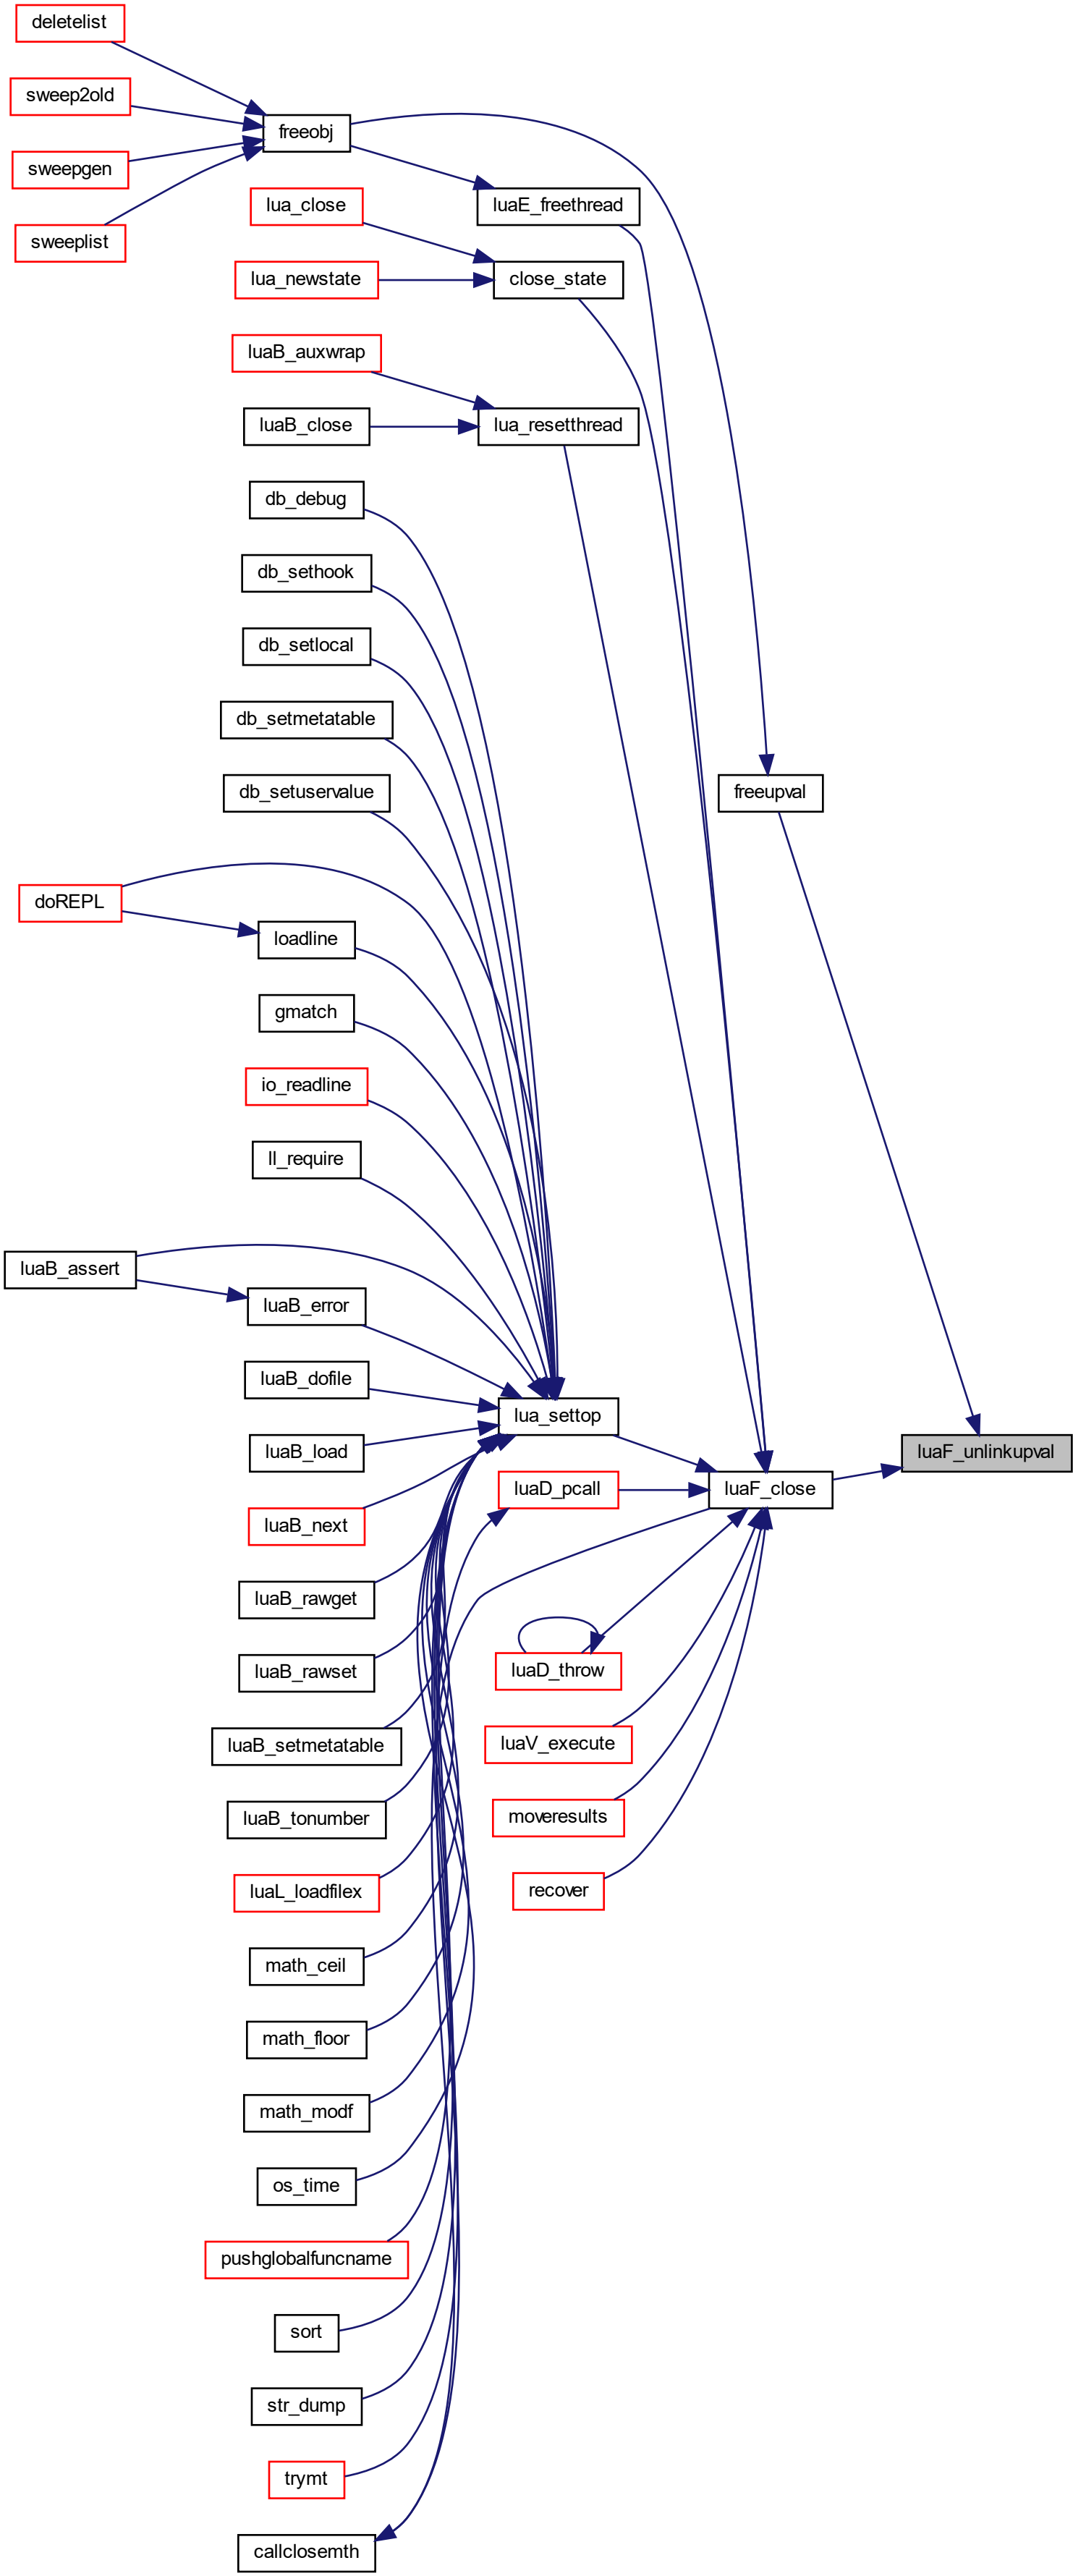 deletelist
sweep2old
freeobj
sweepgen
lua_close
luaE_freethread
sweeplist
lua_newstate
close_state
luaB_auxwrap
luaB_close
lua_resetthread
db_debug
db_sethook
db_setlocal
db_setmetatable
db_setuservalue
freeupval
doREPL
loadline
gmatch
io_readline
ll_require
luaB_assert
luaB_error
luaB_dofile
lua_settop
luaB_load
luaF_unlinkupval
luaB_next
luaD_pcall
luaF_close
luaB_rawget
luaB_rawset
luaD_throw
luaB_setmetatable
luaV_execute
luaB_tonumber
moveresults
luaL_loadfilex
recover
math_ceil
math_floor
math_modf
os_time
pushglobalfuncname
sort
str_dump
trymt
callclosemth